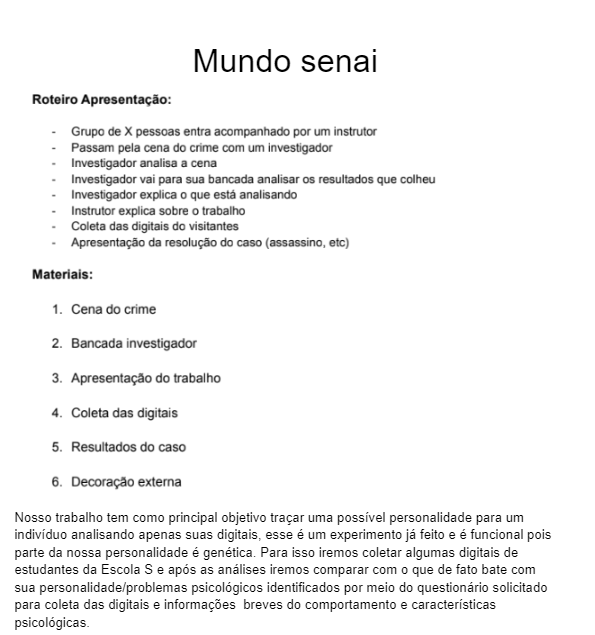 Mundo senai
Roteiro Apresentação:
- Grupo de X pessoas entra acompanhado por um instrutor
- Passam pela cena do crime com um investigador
- Investigador analisa a cena
- Investigador vai para sua bancada analisar os resultados que colheu
- Investigador explica o que está analisando
- Instrutor explica sobre o trabalho
- Coleta das digitais do visitantes
- Apresentação da resolução do caso (assassino, etc)
Materiais:
1. Cena do crime
2. Bancada investigador
3. Apresentação do trabalho
4. Coleta das digitais
5. Resultados do caso
6. Decoração externa
Nosso trabalho tem como principal objetivo traçar uma possível personalidade para um
indivíduo analisando apenas suas digitais, esse é um experimento já feito e é funcional pois
parte da nossa personalidade é genética. Para isso iremos coletar algumas digitais de
estudantes da Escola S e após as análises iremos comparar com o que de fato bate com
sua personalidade/problemas psicológicos identificados por meio do questionário solicitado
para coleta das digitais e informações  breves do comportamento e características
psicológicas.